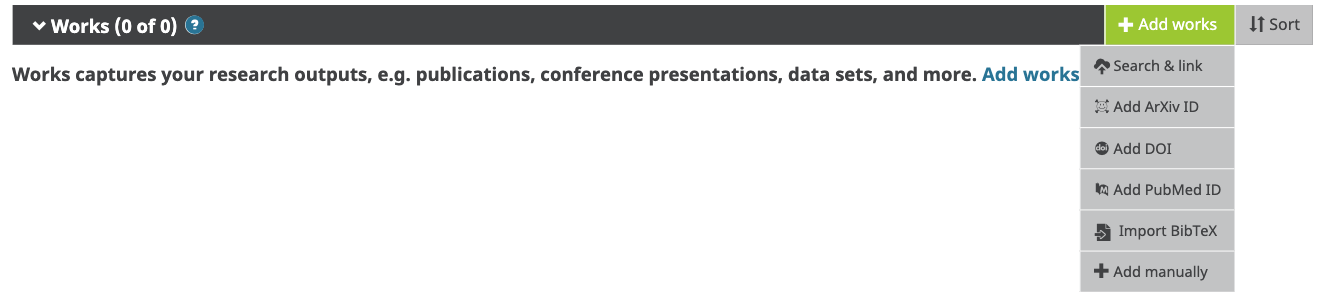 Works (0 of 0) ? Add works Sort
Works captures your research outputs, e.g. publications, conference presentations, data sets, and more. Add works
Search & link
Add ArXiv ID
doi Add DOI
Add PubMed ID
Import BibTeX
Add manually